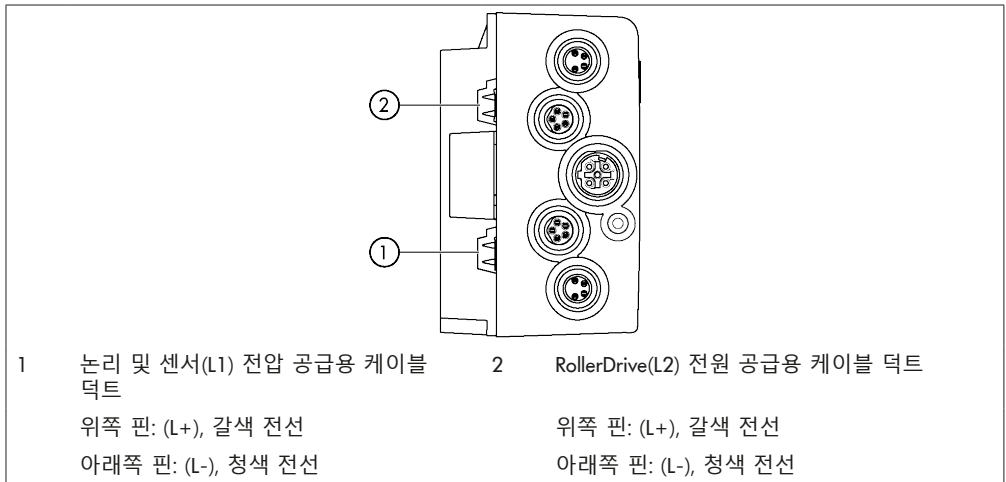 2
1
1 논리 및 센서(L1) 전압 공급용 케이블
덕트
위쪽 핀: (L+), 갈색 전선
아래쪽 핀: (L-), 청색 전선
2 RollerDrive(L2) 전원 공급용 케이블 덕트
위쪽 핀: (L+), 갈색 전선
아래쪽 핀: (L-), 청색 전선